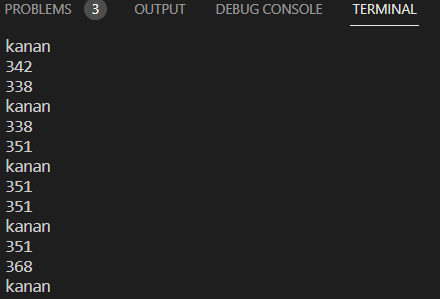 PROBLEMS 3 OUTPUT DEBUG CONSOLE TERMINAL
kanan
342
338
kanan
338
351
kanan
351
351
kanan
351
368
kanan